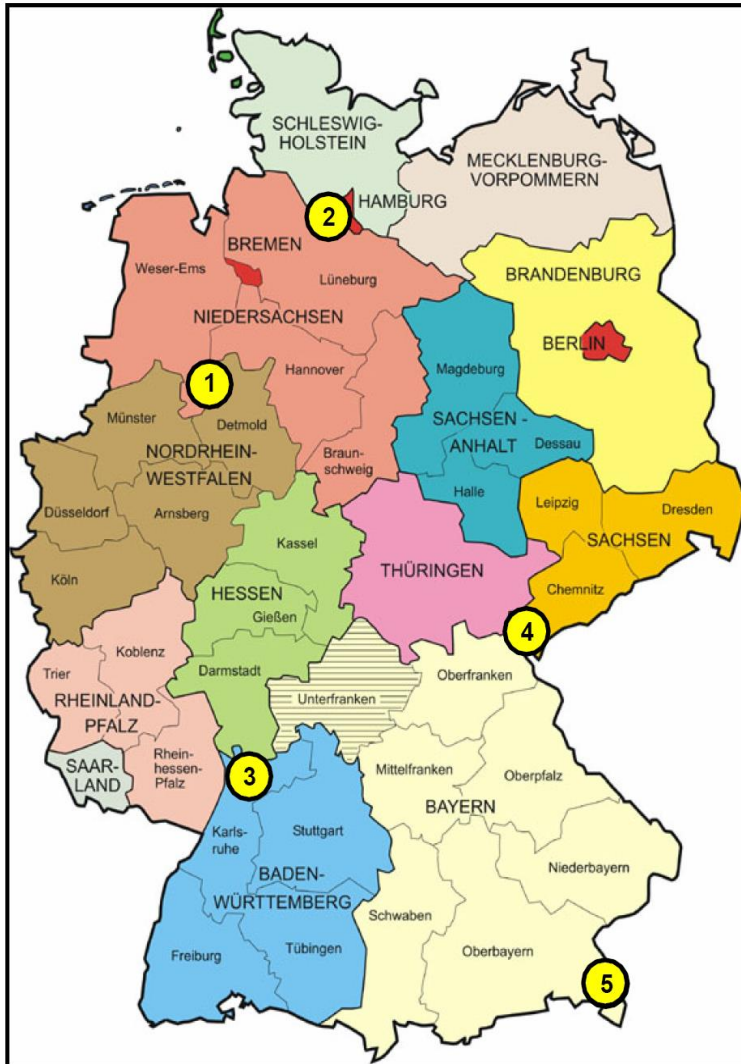 SCHLESWIG-
HOLSTEIN
MECKLENBURG-
VORPOMMERN
HAMBURG
2
BREMEN
Weser-Ems
Lüneburg
BRANDENBURG
NIEDERSACHSEN
BERLIN
1
Hannover
Magdeburg
Münster
Detmold
SACHSEN -
ANHALT
Dessau
NORDRHEIN-
WESTFALEN
Braun-
schweig
Halle
Leipzig
Dresden
Düsseldorf
Arnsberg
Kassel
SACHSEN
Köln
THÜRINGEN
Chemnitz
HESSEN
Gießen
4
Koblenz
Trier
Darmstadt
Oberfranken
RHEINLAND-
PFALZ
Unterfranken
SAAR-
LAND
Rhein-
hessen-
Pfalz
3
Mittelfranken
Oberpfalz
BAYERN
Karls-
ruhe
Stuttgart
Niederbayern
BADEN-
WÜRTTEMBERG
Schwaben
Freiburg
Tübingen
Oberbayern
5